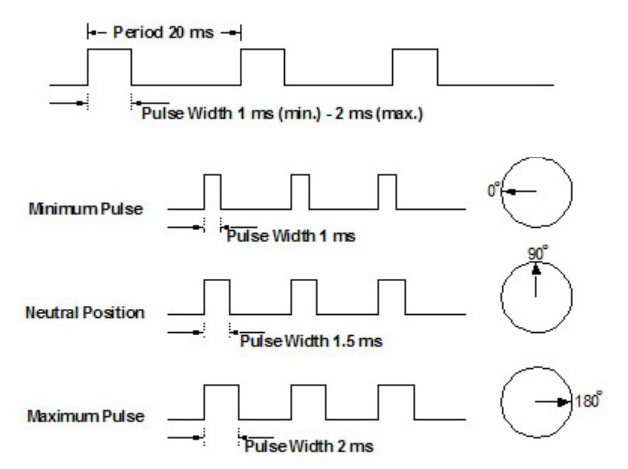 Period 20 ms
Pulse Width 1 ms (min.) - 2 ms (max.)
0°
Minimum Pulse
Pulse Width 1 ms
90°
Neutral Position
Pulse Width 1.5 ms
180°
Maximum Pulse
Pulse Width 2 ms